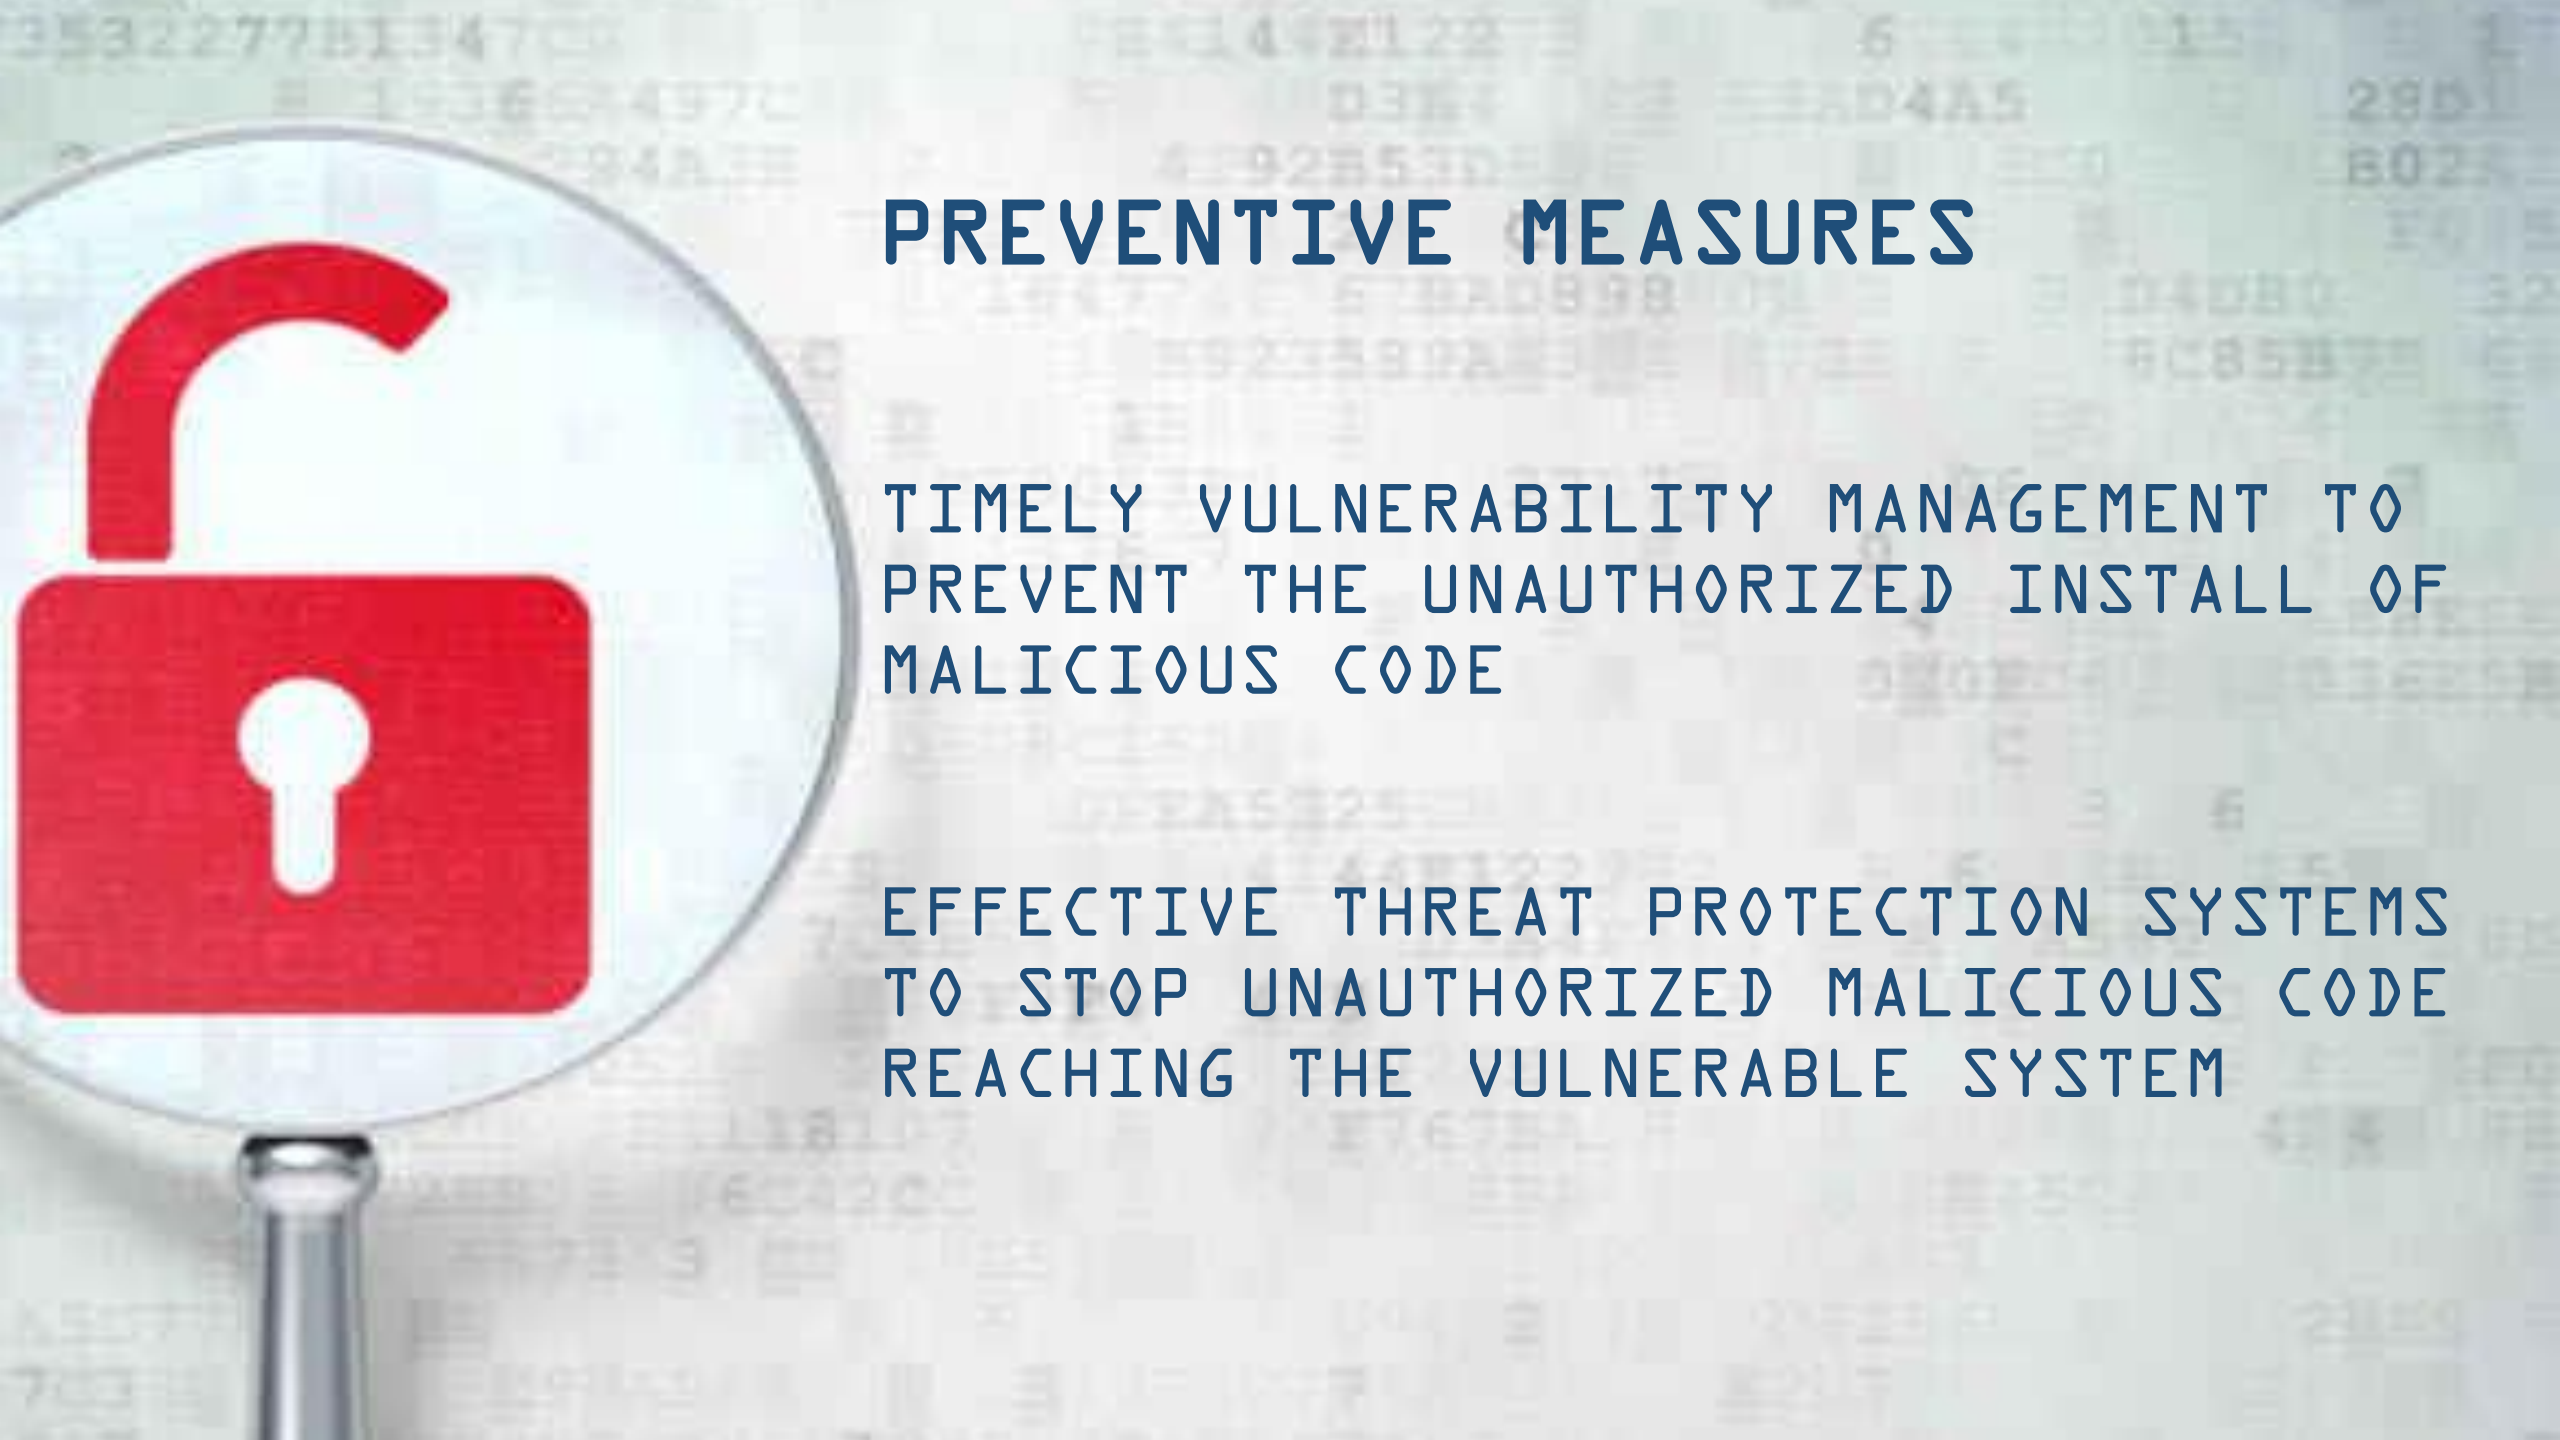 PREVENTIVE MEASURES
TIMELY VULNERABILITY MANAGEMENT TO
PREVENT THE UNAUTHORIZED INSTALL OF
MALICIOUS CODE
EFFECTIVE THREAT PROTECTION SYSTEMS
TO STOP UNAUTHORIZED MALICIOUS CODE
REACHING THE VULNERABLE SYSTEM